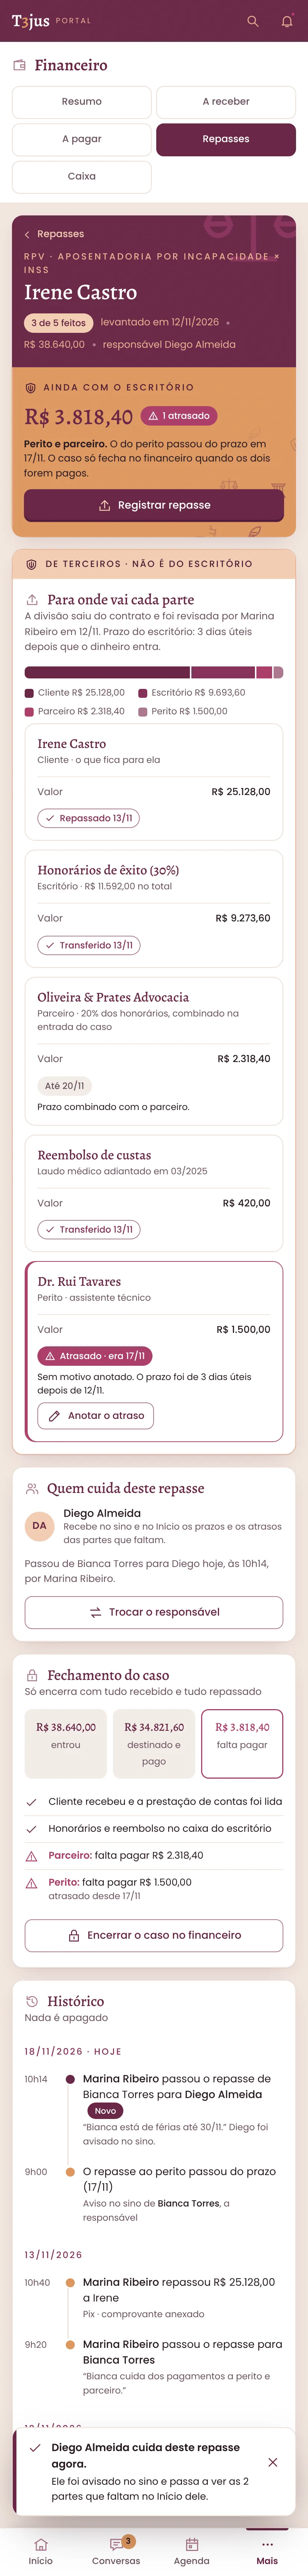 T3jus PORTAL
Financeiro
Resumo
A receber
A pagar
Repasses
Caixa
Repasses
RPV · APOSENTADORIA POR INCAPACIDADE ×
INSS
Irene Castro
3 de 5 feitos
levantado em 12/11/2026
R$ 38.640,00
responsável Diego Almeida
AINDA COM O ESCRITÓRIO
R$ 3.818,40
1 atrasado
Perito e parceiro. O do perito passou do prazo em
17/11. O caso só fecha no financeiro quando os dois
forem pagos.
Registrar repasse
DE TERCEIROS · NÃO É DO ESCRITÓRIO
Para onde vai cada parte
A divisão saiu do contrato e foi revisada por Marina
Ribeiro em 12/11. Prazo do escritório: 3 dias úteis
depois que o dinheiro entra.
Cliente R$ 25.128,00
Escritório R$ 9.693,60
Parceiro R$ 2.318,40
Perito R$ 1.500,00
Irene Castro
Cliente · o que fica para ela
Valor
R$ 25.128,00
Repassado 13/11
Honorários de êxito (30%)
Escritório · R$ 11.592,00 no total
Valor
R$ 9.273,60
Transferido 13/11
Oliveira & Prates Advocacia
Parceiro · 20% dos honorários, combinado na
entrada do caso
Valor
R$ 2.318,40
Até 20/11
Prazo combinado com o parceiro.
Reembolso de custas
Laudo médico adiantado em 03/2025
Valor
R$ 420,00
Transferido 13/11
Dr. Rui Tavares
Perito · assistente técnico
Valor
R$ 1.500,00
Atrasado · era 17/11
Sem motivo anotado. O prazo foi de 3 dias úteis
depois de 12/11.
Anotar o atraso
Quem cuida deste repasse
DA
Diego Almeida
Recebe no sino e no Início os prazos e os atrasos
das partes que faltam.
Passou de Bianca Torres para Diego hoje, às 10h14,
por Marina Ribeiro.
Trocar o responsável
Fechamento do caso
Só encerra com tudo recebido e tudo repassado
R$ 38.640,00
entrou
R$ 34.821,60
destinado e
pago
R$ 3.818,40
falta pagar
Cliente recebeu e a prestação de contas foi lida
Honorários e reembolso no caixa do escritório
Parceiro: falta pagar R$ 2.318,40
Perito: falta pagar R$ 1.500,00
atrasado desde 17/11
Encerrar o caso no financeiro
Histórico
Nada é apagado
18/11/2026 · HOJE
10h14
Marina Ribeiro passou o repasse de
Bianca Torres para Diego Almeida
Novo
“Bianca está de férias até 30/11.” Diego foi
avisado no sino.
9h00
O repasse ao perito passou do prazo
(17/11)
Aviso no sino de Bianca Torres, a
responsável
13/11/2026
10h40
Marina Ribeiro repassou R$ 25.128,00
a Irene
Pix · comprovante anexado
9h20
Marina Ribeiro passou o repasse para
Bianca Torres
“Bianca cuida dos pagamentos a perito e
parceiro.”
Diego Almeida cuida deste repasse
agora.
Ele foi avisado no sino e passa a ver as 2
partes que faltam no Início dele.
Início
3
Conversas
Agenda
Mais